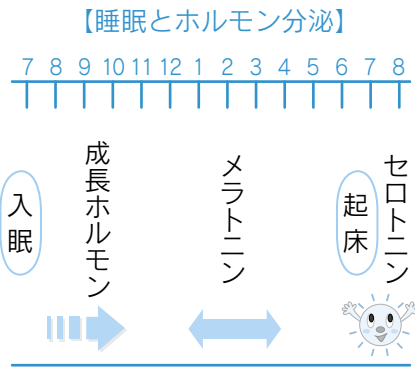 【睡眠とホルモン分泌】
7 8 9 10 11 12 1 2 3 4 5 6 7 8
入眠
成長ホルモン
メラトニン
起床
セロトニン